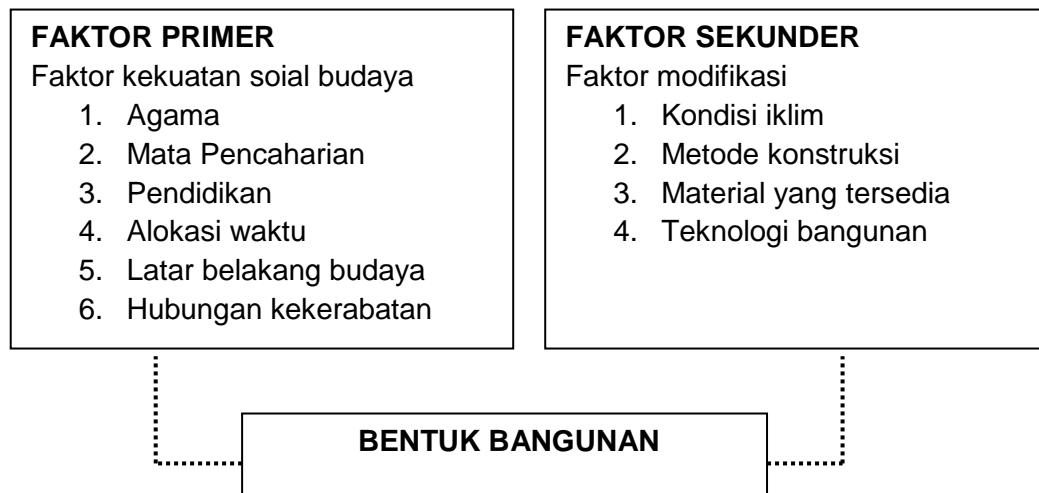 FAKTOR PRIMER
Faktor kekuatan soial budaya
1. Agama
2. Mata Pencaharian
3. Pendidikan
4. Alokasi waktu
5. Latar belakang budaya
6. Hubungan kekerabatan
FAKTOR SEKUNDER
Faktor modifikasi
1. Kondisi iklim
2. Metode konstruksi
3. Material yang tersedia
4. Teknologi bangunan
BENTUK BANGUNAN